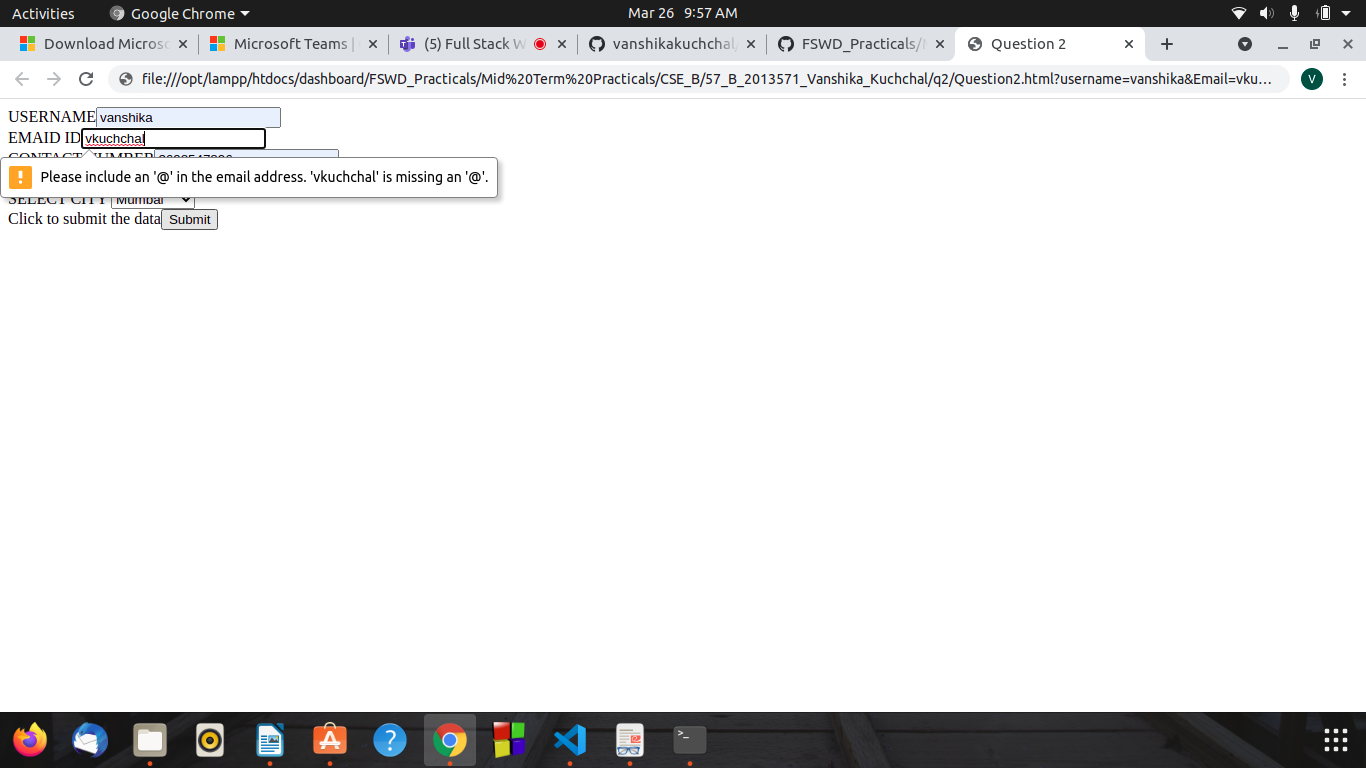 Activities Google Chrome Mar 26 9:57 AM
Download Micros Microsoft Teams | (5) Full Stack W vanshikakuchchal FSWD_Practicals/ Question 2
file:///opt/lampp/htdocs/dashboard/FSWD_Practicals/Mid%20Term%20Practicals/CSE_B/57_B_2013571_Vanshika_Kuchchal/q2/Question2.html?username=vanshika&Email=vku… V
USERNAME vanshika
EMAID ID vkuchchal
CONTACT NUMBER
Please include an '@' in the email address. 'vkuchchal' is missing an '@'.
SELECT CITY Mumbai
Click to submit the data Submit